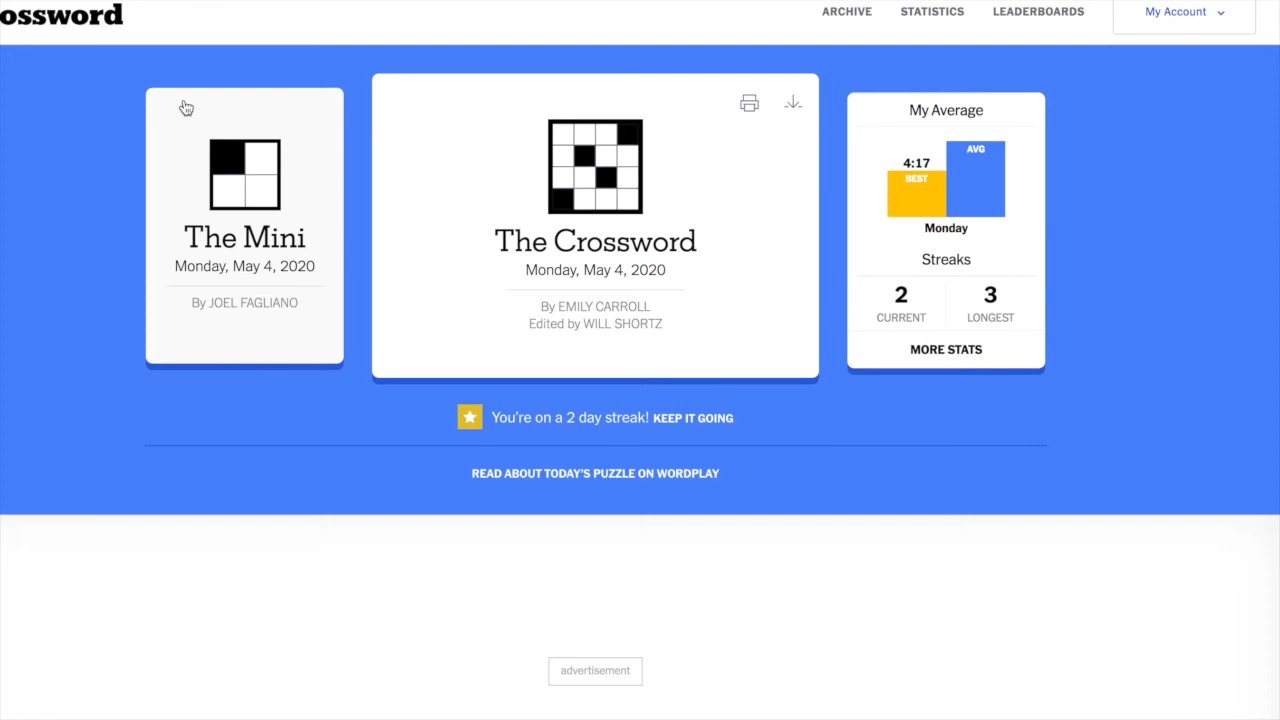 ossword
ARCHIVE STATISTICS LEADERBOARDS My Account
The Mini
Monday, May 4, 2020
By JOEL FAGLIANO
The Crossword
Monday, May 4, 2020
By EMILY CARROLL
Edited by WILL SHORTZ
My Average
AVG
4:17
BEST
Monday
Streaks
2 3
CURRENT LONGEST
MORE STATS
You're on a 2 day streak! KEEP IT GOING
READ ABOUT TODAY'S PUZZLE ON WORDPLAY
advertisement